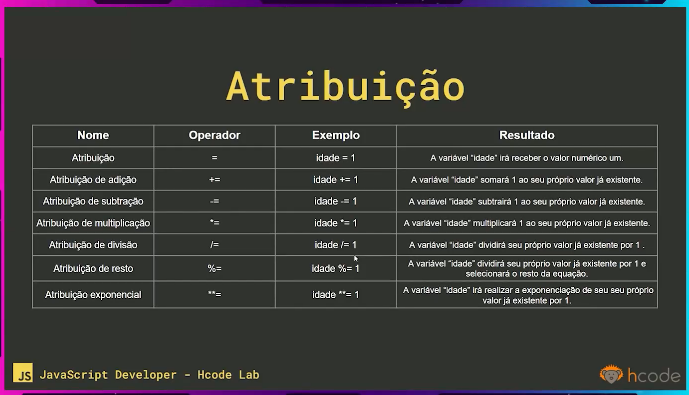 Atribuição
Nome Operador Exemplo Resultado
Atribuição = idade = 1 A variável “idade” irá receber o valor numérico um.
Atribuição de adição += idade += 1 A variável “idade” somará 1 ao seu próprio valor já existente.
Atribuição de subtração -= idade -= 1 A variável “idade” subtrairá 1 ao seu próprio valor já existente.
Atribuição de multiplicação *= idade *= 1 A variável “idade” multiplicará 1 ao seu próprio valor já existente.
Atribuição de divisão /= idade /= 1 A variável “idade” dividirá seu próprio valor já existente por 1 .
Atribuição de resto %= idade %= 1 A variável “idade” dividirá seu próprio valor já existente por 1 e
selecionará o resto da equação.
Atribuição exponencial **= idade **= 1 A variável “idade” irá realizar a exponenciação de seu seu próprio
valor já existente por 1.
JS JavaScript Developer - Hcode Lab
hcode